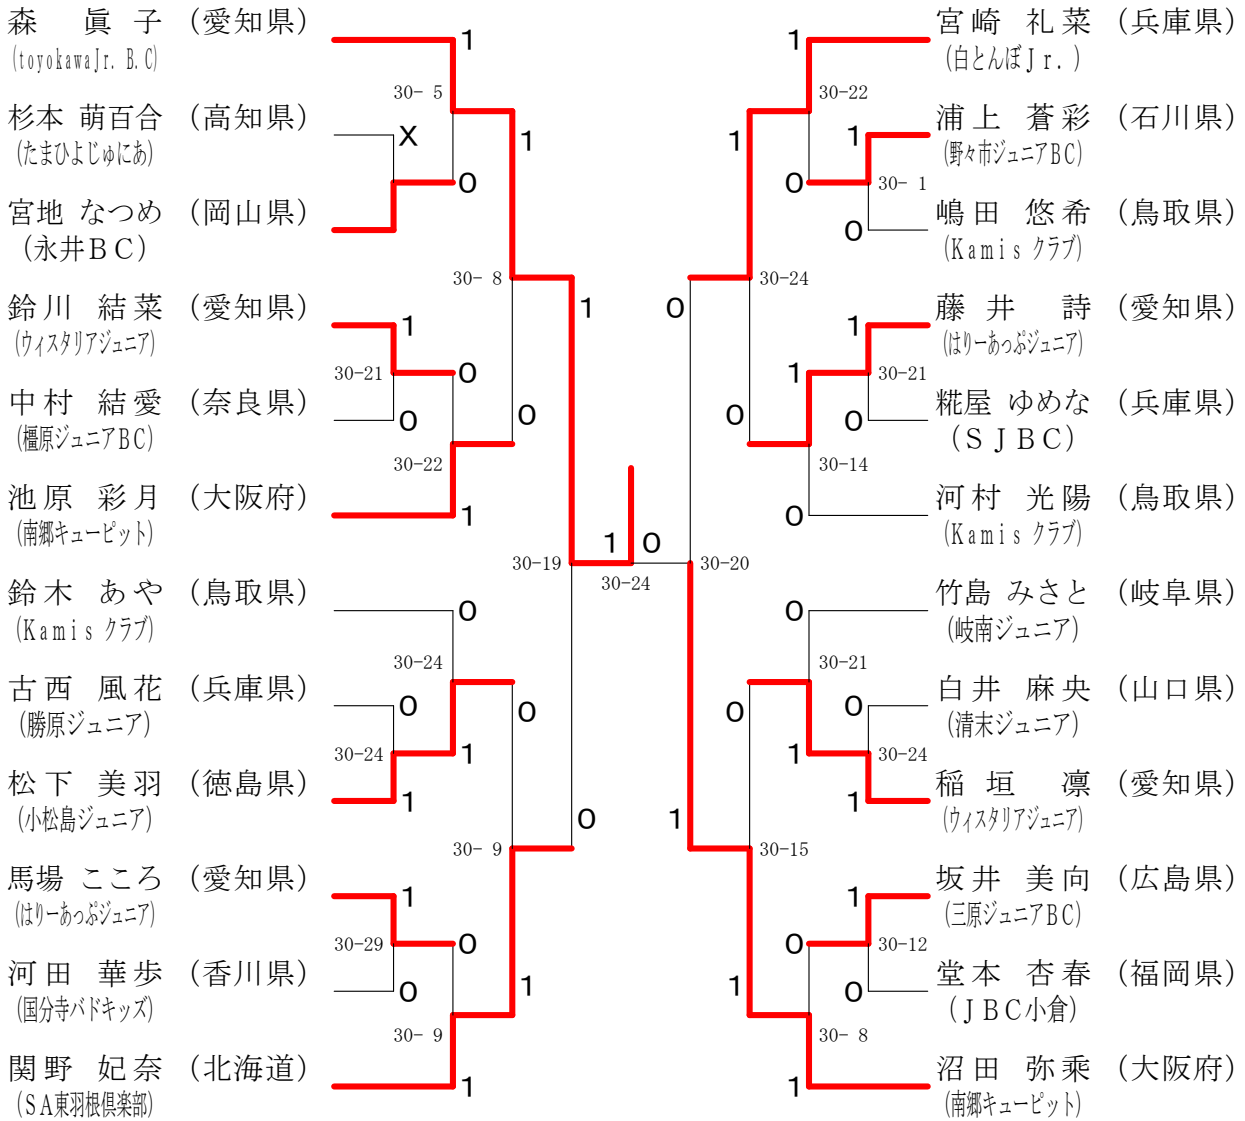 森 眞 子 (愛知県)
(toyokawaJr. B.C)
杉本 萌百合 (高知県)
(たまひよじゅにあ)
宮地 なつめ (岡山県)
(永井BC)
鈴川 結菜 (愛知県)
(ウィスタリアジュニア)
中村 結愛 (奈良県)
(橿原ジュニアBC)
池原 彩月 (大阪府)
(南郷キューピット)
鈴木 あや (鳥取県)
(Kamis クラブ)
古西 風花 (兵庫県)
(勝原ジュニア)
松下 美羽 (徳島県)
(小松島ジュニア)
馬場 こころ (愛知県)
(はりーあっぷジュニア)
河田 華歩 (香川県)
(国分寺バドキッズ)
関野 妃奈 (北海道)
(SA東羽根倶楽部)
1
30- 5
X
0
1
30- 8
1
30-21
0
0
0
30-22
1
1
30-19
0
30-24
0
30-24
1
1
0
0
30- 9
1
30-29
0
0
1
30- 9
1
1 0
30-24
宮崎 礼菜 (兵庫県)
(白とんぼJr.)
浦上 蒼彩 (石川県)
(野々市ジュニアBC)
嶋田 悠希 (鳥取県)
(Kamis クラブ)
藤井 詩 (愛知県)
(はりーあっぷジュニア)
糀屋 ゆめな (兵庫県)
(SJBC)
河村 光陽 (鳥取県)
(Kamis クラブ)
竹島 みさと (岐阜県)
(岐南ジュニア)
白井 麻央 (山口県)
(清末ジュニア)
稲垣 凛 (愛知県)
(ウィスタリアジュニア)
坂井 美向 (広島県)
(三原ジュニアBC)
堂本 杏春 (福岡県)
(JBC小倉)
沼田 弥乗 (大阪府)
(南郷キューピット)
1
30-22
1
1
0
30- 1
0
30-24
0
1
1
30-21
0
0
30-14
0
30-20
0
30-21
0
0
1
30-24
1
1
30-15
1
0
30-12
0
1
30- 8
1